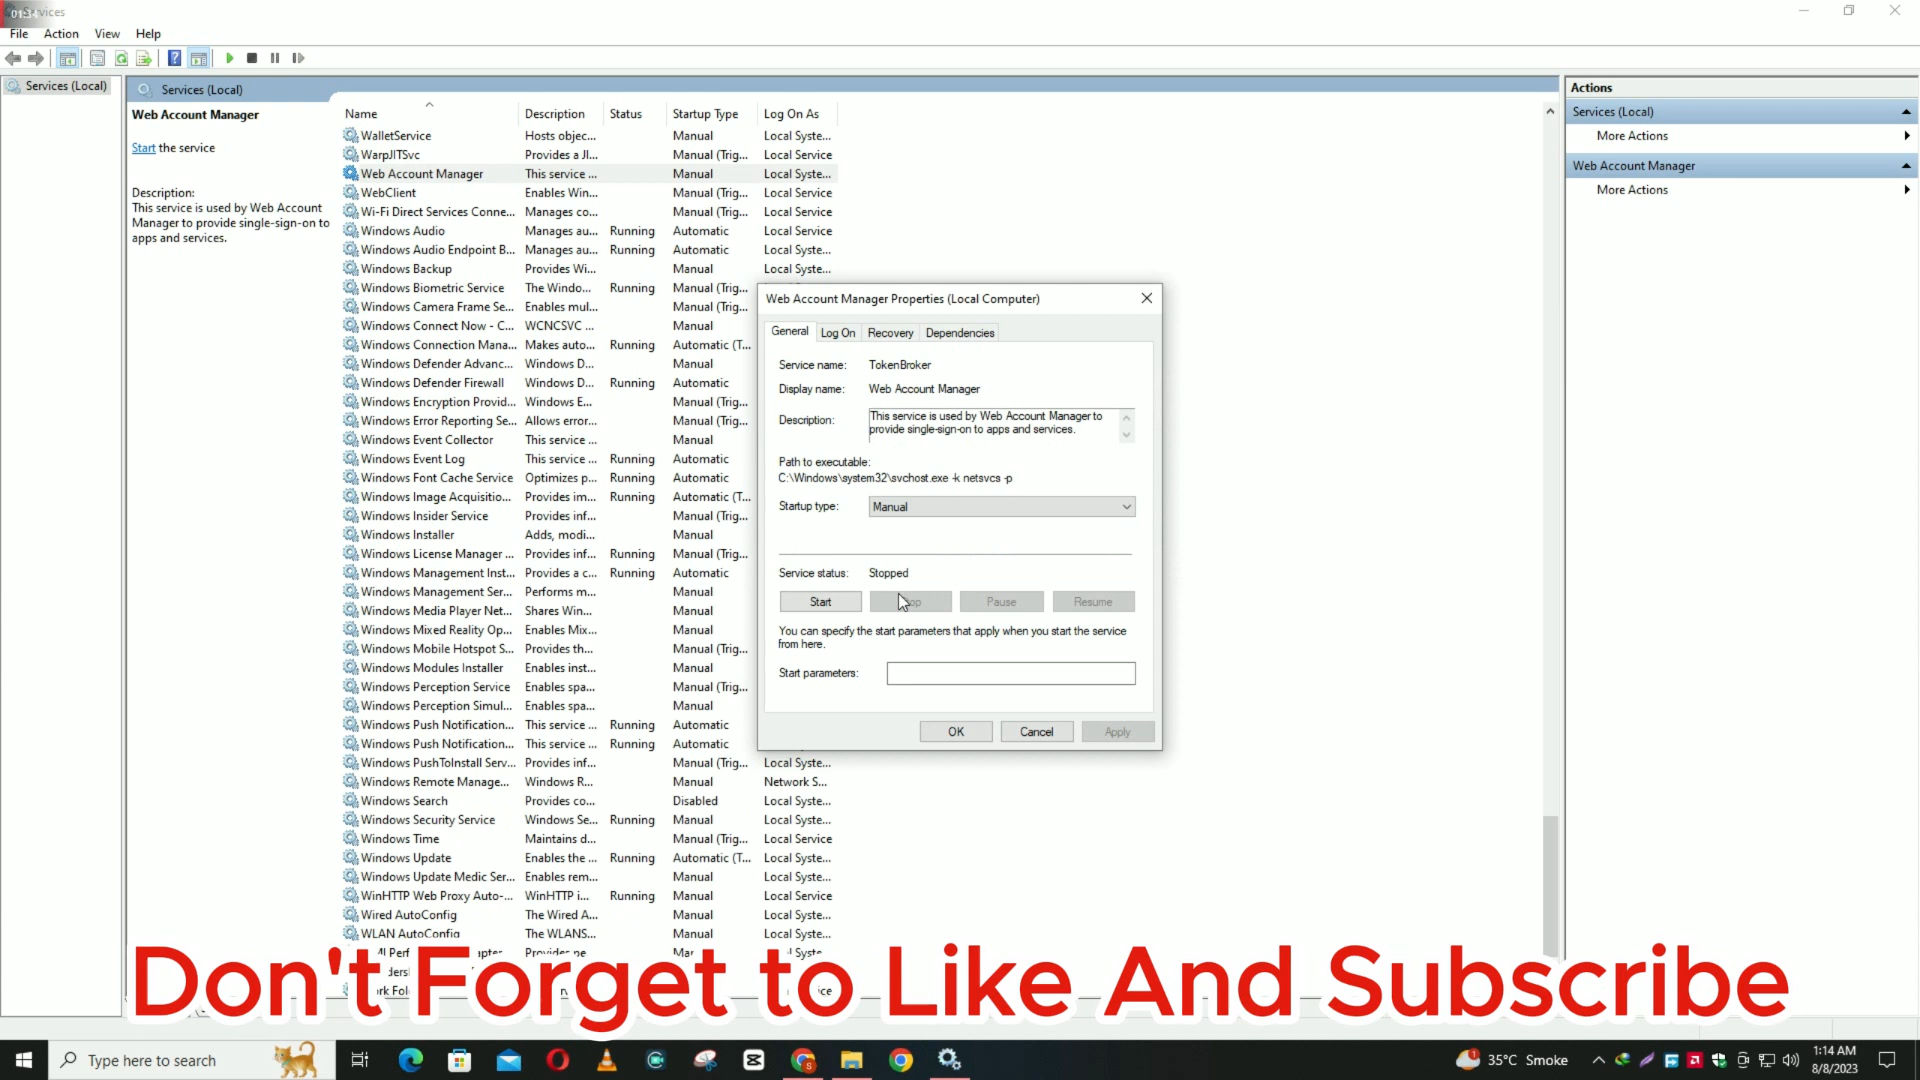 Services
01:34
File Action View Help
Services (Local)
Services (Local)
Web Account Manager
Start the service
Description:
This service is used by Web Account
Manager to provide single-sign-on to
apps and services.
Name Description Status Startup Type Log On As
WalletService Hosts objec... Manual Local Syste...
WarpJITSvc Provides a JI... Manual (Trig... Local Service
Web Account Manager This service ... Manual Local Syste...
WebClient Enables Win... Manual (Trig... Local Service
Wi-Fi Direct Services Conne... Manages co... Manual (Trig... Local Service
Windows Audio Manages au... Running Automatic Local Service
Windows Audio Endpoint B... Manages au... Running Automatic Local Syste...
Windows Backup Provides Wi... Manual Local Syste...
Windows Biometric Service The Windo... Running Manual (Trig...
Windows Camera Frame Se... Enables mul... Manual (Trig...
Windows Connect Now - C... WCNCSVC ... Manual
Windows Connection Mana... Makes auto... Running Automatic (T...
Windows Defender Advanc... Windows D... Manual
Windows Defender Firewall Windows D... Running Automatic
Windows Encryption Provid... Windows E... Manual (Trig...
Windows Error Reporting Se... Allows error... Manual (Trig...
Windows Event Collector This service ... Manual
Windows Event Log This service ... Running Automatic
Windows Font Cache Service Optimizes p... Running Automatic
Windows Image Acquisitio... Provides im... Running Automatic (T...
Windows Insider Service Provides inf... Manual (Trig...
Windows Installer Adds, modi... Manual
Windows License Manager ... Provides inf... Running Manual (Trig...
Windows Management Inst... Provides a c... Running Automatic
Windows Management Ser... Performs m... Manual
Windows Media Player Net... Shares Win... Manual
Windows Mixed Reality Op... Enables Mix... Manual
Windows Mobile Hotspot S... Provides th... Manual (Trig...
Windows Modules Installer Enables inst... Manual
Windows Perception Service Enables spa... Manual (Trig...
Windows Perception Simul... Enables spa... Manual
Windows Push Notification... This service ... Running Automatic
Windows Push Notification... This service ... Running Automatic
Windows PushToInstall Serv... Provides inf... Manual (Trig... Local Syste...
Windows Remote Manage... Windows R... Manual Network S...
Windows Search Provides co... Disabled Local Syste...
Windows Security Service Windows Se... Running Manual Local Syste...
Windows Time Maintains d... Manual (Trig... Local Service
Windows Update Enables the ... Running Automatic (T... Local Syste...
Windows Update Medic Ser... Enables rem... Manual Local Syste...
WinHTTP Web Proxy Auto-... WinHTTP i... Running Manual Local Service
Wired AutoConfig The Wired A... Manual Local Syste...
WLAN AutoConfig The WLANS... Manual Local Syste...
Web Account Manager Properties (Local Computer)
General Log On Recovery Dependencies
Service name: TokenBroker
Display name: Web Account Manager
Description: This service is used by Web Account Manager to
provide single-sign-on to apps and services.
Path to executable:
C:\Windows\system32\svchost.exe -k netsvcs -p
Startup type: Manual
Service status: Stopped
Start Pause Resume
You can specify the start parameters that apply when you start the service
from here.
Start parameters:
OK Cancel Apply
Actions
Services (Local)
More Actions
Web Account Manager
More Actions
Don't Forget to Like And Subscribe
Type here to search
35°C Smoke
1:14 AM
8/8/2023